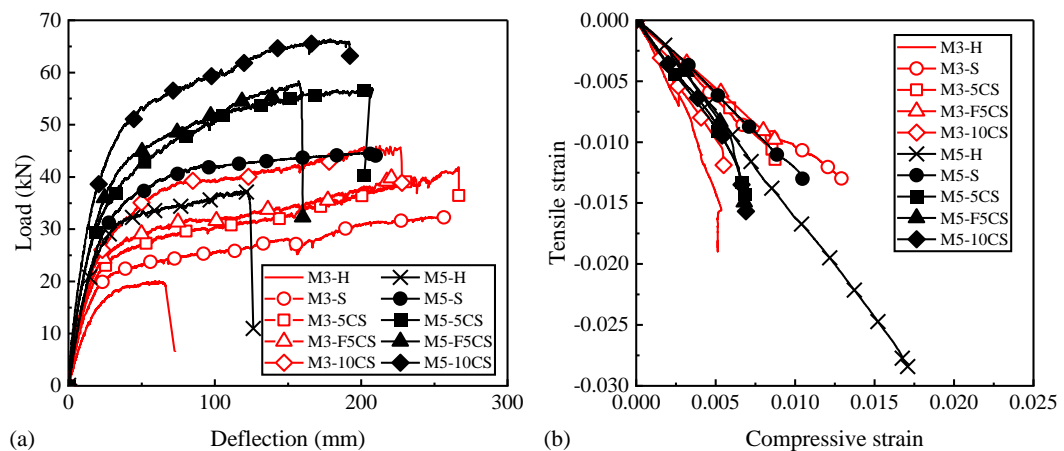 70
60
50
40
30
20
10
0
Load (kN)
0 100 200 300
Deflection (mm)
(a)
M3-H
M3-S
M3-5CS
M3-F5CS
M3-10CS
M5-H
M5-S
M5-5CS
M5-F5CS
M5-10CS
0.000
-0.005
-0.010
-0.015
-0.020
-0.025
-0.030
Tensile strain
0.000 0.005 0.010 0.015 0.020 0.025
Compressive strain
(b)
M3-H
M3-S
M3-5CS
M3-F5CS
M3-10CS
M5-H
M5-S
M5-5CS
M5-F5CS
M5-10CS